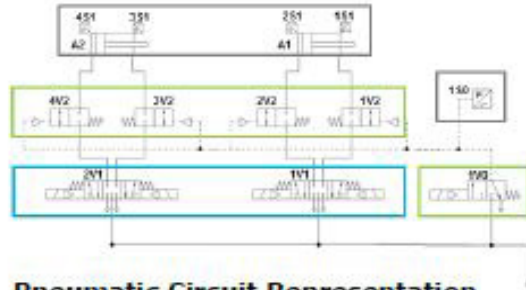 4S1 3S1 2S1 1S1
A2 A1
1S0
4V2 3V2 2V2 1V2
2V1 1V1 1V0
Pneumatic Circuit Representation